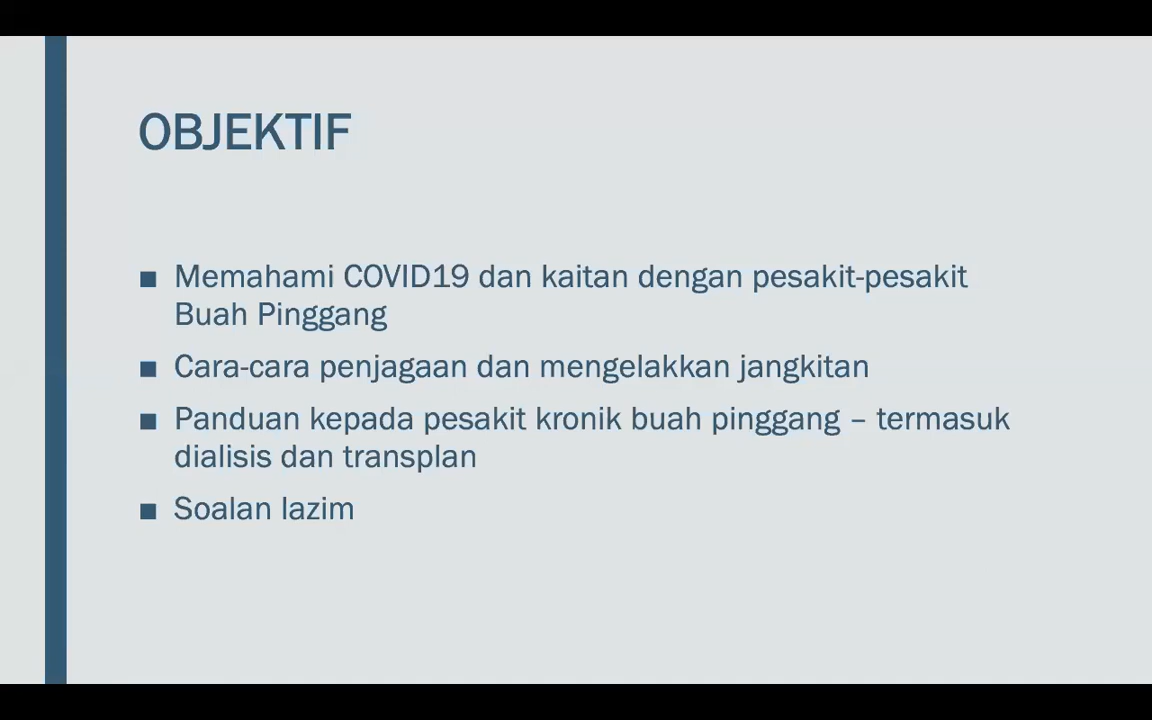 OBJEKTIF
■ Memahami COVID19 dan kaitan dengan pesakit-pesakit
Buah Pinggang
■ Cara-cara penjagaan dan mengelakkan jangkitan
■ Panduan kepada pesakit kronik buah pinggang – termasuk
dialisis dan transplan
■ Soalan lazim